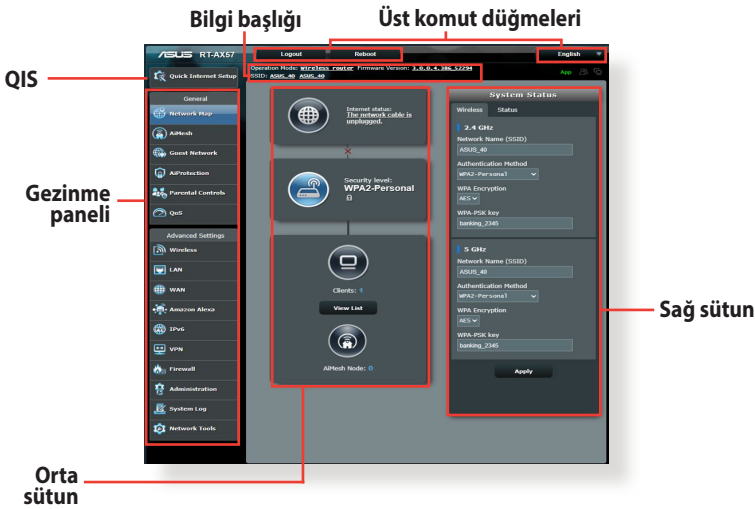 Bilgi başlığı
Üst komut düğmeleri
QIS
Gezinme
paneli
Orta
sütun
Sağ sütun
ASUS RT-AX57
Logout
Reboot
English
Operation Mode: Wireless router Firmware Version: 3.0.0.4.386_52294
SSID: ASUS_40 ASUS_40
App
Quick Internet Setup
General
Network Map
AiMesh
Guest Network
AiProtection
Parental Controls
QoS
Advanced Settings
Wireless
LAN
WAN
Amazon Alexa
IPv6
VPN
Firewall
Administration
System Log
Network Tools
Internet status:
The network cable is
unplugged.
Security level:
WPA2-Personal
Clients: 4
View List
AiMesh Node: 0
System Status
Wireless
Status
2.4 GHz
Network Name (SSID)
ASUS_40
Authentication Method
WPA2-Personal
WPA Encryption
AES
WPA-PSK key
banking_2345
5 GHz
Network Name (SSID)
ASUS_40
Authentication Method
WPA2-Personal
WPA Encryption
AES
WPA-PSK key
banking_2345
Apply